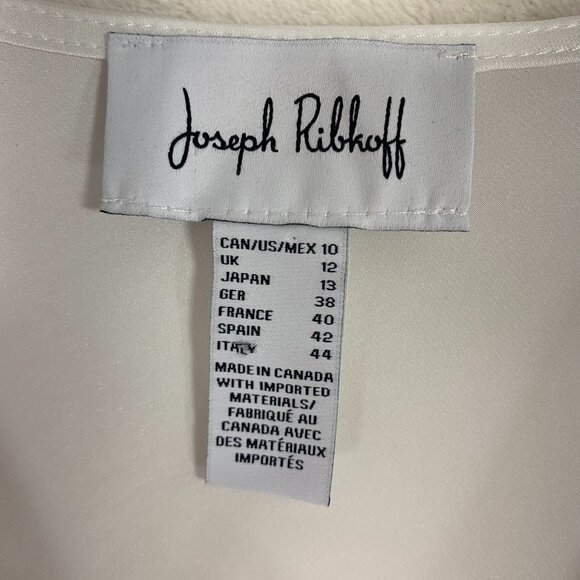 Joseph Ribkoff
CAN/US/MEX 10
UK 12
JAPAN 13
GER 38
FRANCE 40
SPAIN 42
ITALY 44
MADE IN CANADA
WITH IMPORTED
MATERIALS/
FABRIQUÉ AU
CANADA AVEC
DES MATÉRIAUX
IMPORTÉS